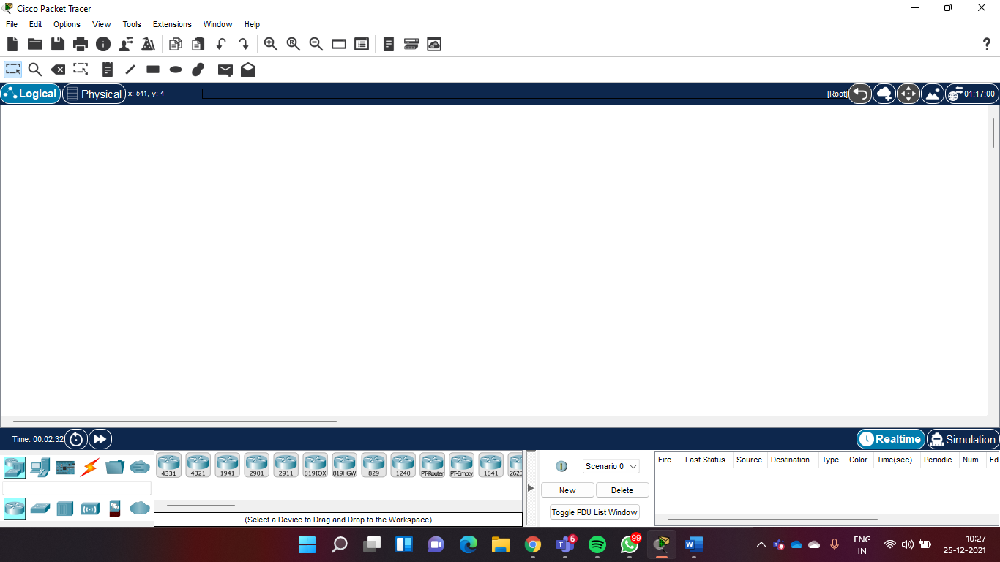 Cisco Packet Tracer
File Edit Options View Tools Extensions Window Help
?
Logical Physical x: 541, y: 4 [Root] 01:17:00
Time: 00:02:32 Realtime Simulation
4331 4321 1941 2901 2911 819IOX 819HGW 829 1240 PT-Router PT-Empty 1841 2620
(Select a Device to Drag and Drop to the Workspace)
Scenario 0
New Delete
Toggle PDU List Window
Fire Last Status Source Destination Type Color Time(sec) Periodic Num Ed
6 99
ENG
IN
10:27
25-12-2021